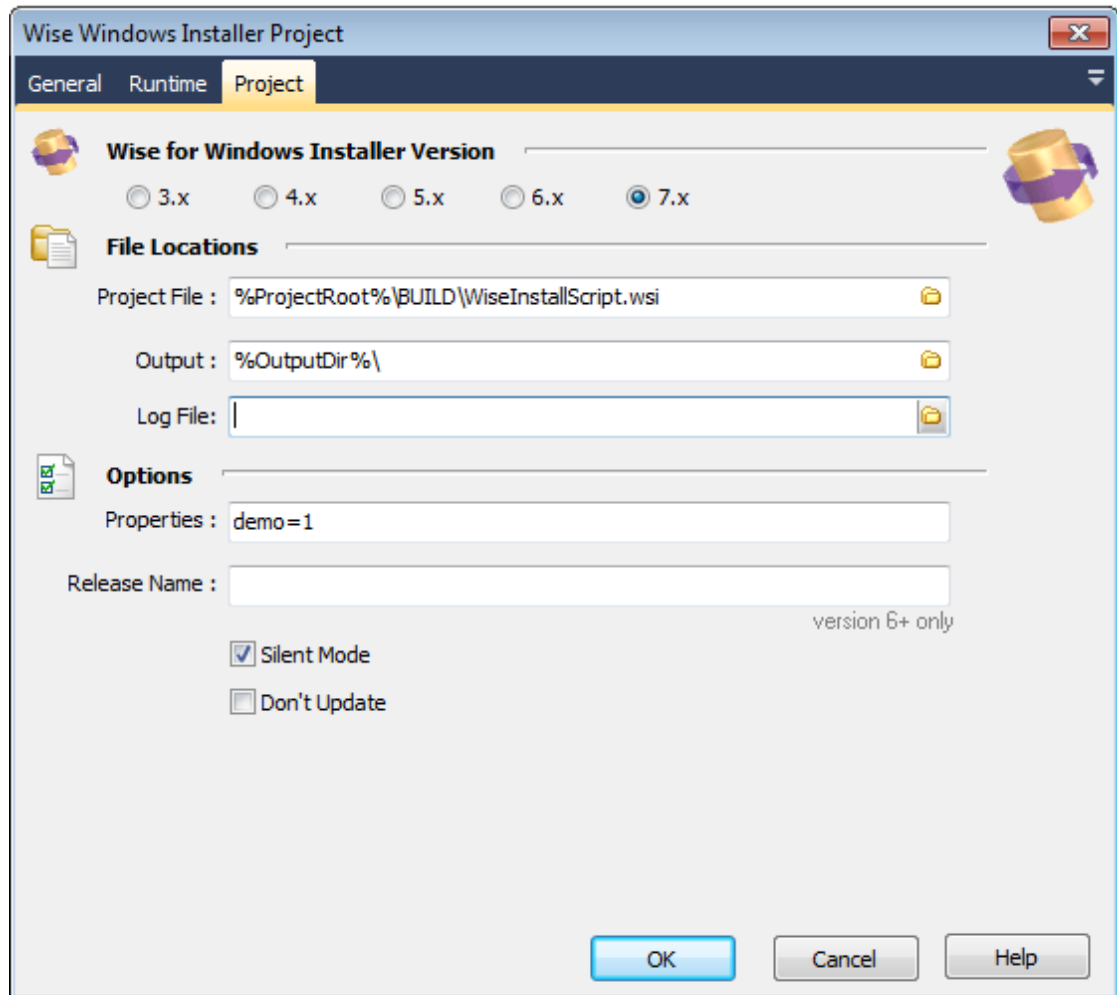 Wise Windows Installer Project
General Runtime Project
Wise for Windows Installer Version
3.x 4.x 5.x 6.x 7.x
File Locations
Project File : %ProjectRoot%\BUILD\WiseInstallScript.wsi
Output : %OutputDir%\
Log File:
Options
Properties : demo=1
Release Name :
version 6+ only
Silent Mode
Don't Update
OK Cancel Help